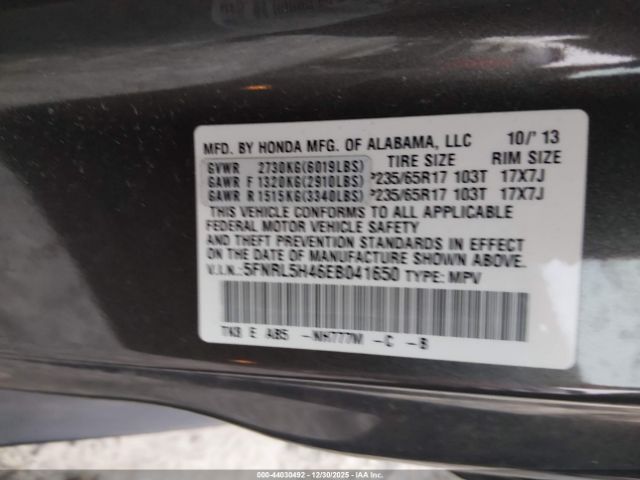 MFD. BY HONDA MFG. OF ALABAMA, LLC 10/'13
TIRE SIZE RIM SIZE
GVWR 2730KG(6019LBS)
GAWR F 1320KG(2910LBS) P235/65R17 103T 17X7J
GAWR R 1515KG(3340LBS) P235/65R17 103T 17X7J
THIS VEHICLE CONFORMS TO ALL APPLICABLE
FEDERAL MOTOR VEHICLE SAFETY
AND THEFT PREVENTION STANDARDS IN EFFECT
ON THE DATE OF MANUFACTURE SHOWN ABOVE.
V.I.N.:5FNRL5H46EB041650 TYPE: MPV
TK8 E AB5 -NH777M -C -B
000-44030492 - 12/30/2025 - IAA Inc.